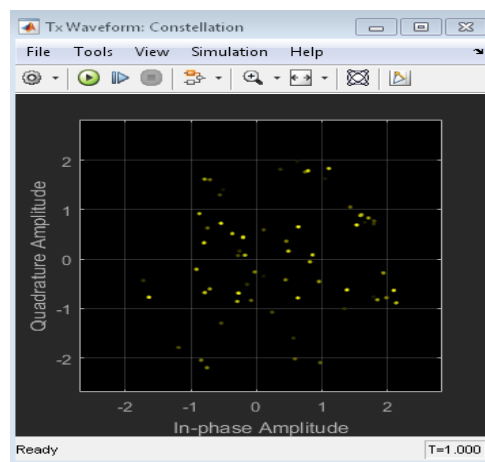 Tx Waveform: Constellation
File Tools View Simulation Help
2
1
0
-1
-2
Quadrature Amplitude
-2 -1 0 1 2
In-phase Amplitude
Ready T=1.000